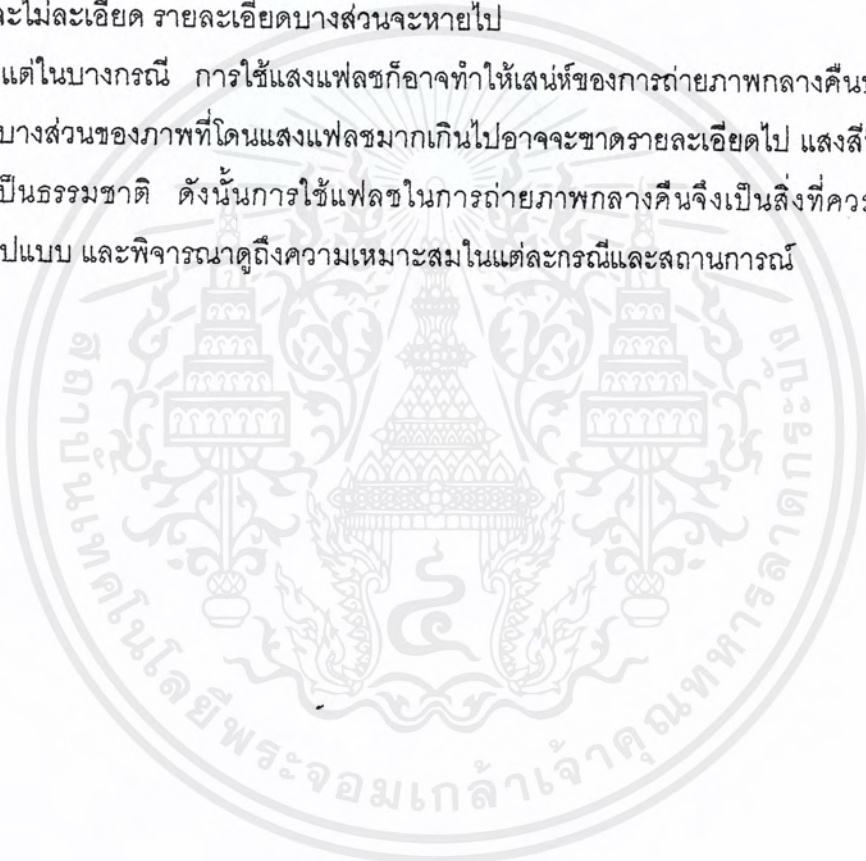 ะไม่ละเอียด รายละเอียดบางส่วนจะหายไป
แต่ในบางกรณี การใช้แสงแฟลชก็อาจทำให้เสน่ห์ของการถ่ายภาพกลางคืน
บางส่วนของภาพที่โดนแสงแฟลชมากเกินไปอาจจะขาดรายละเอียดไป แสงสี
เป็นธรรมชาติ ดังนั้นการใช้แฟลชในการถ่ายภาพกลางคืนจึงเป็นสิ่งที่คว
ปแบบ และพิจารณาดูถึงความเหมาะสมในแต่ละกรณีและสถานการณ์
สถาบันเทคโนโลยีพระจอมเกล้าเจ้าคุณทหารลาดกระบัง